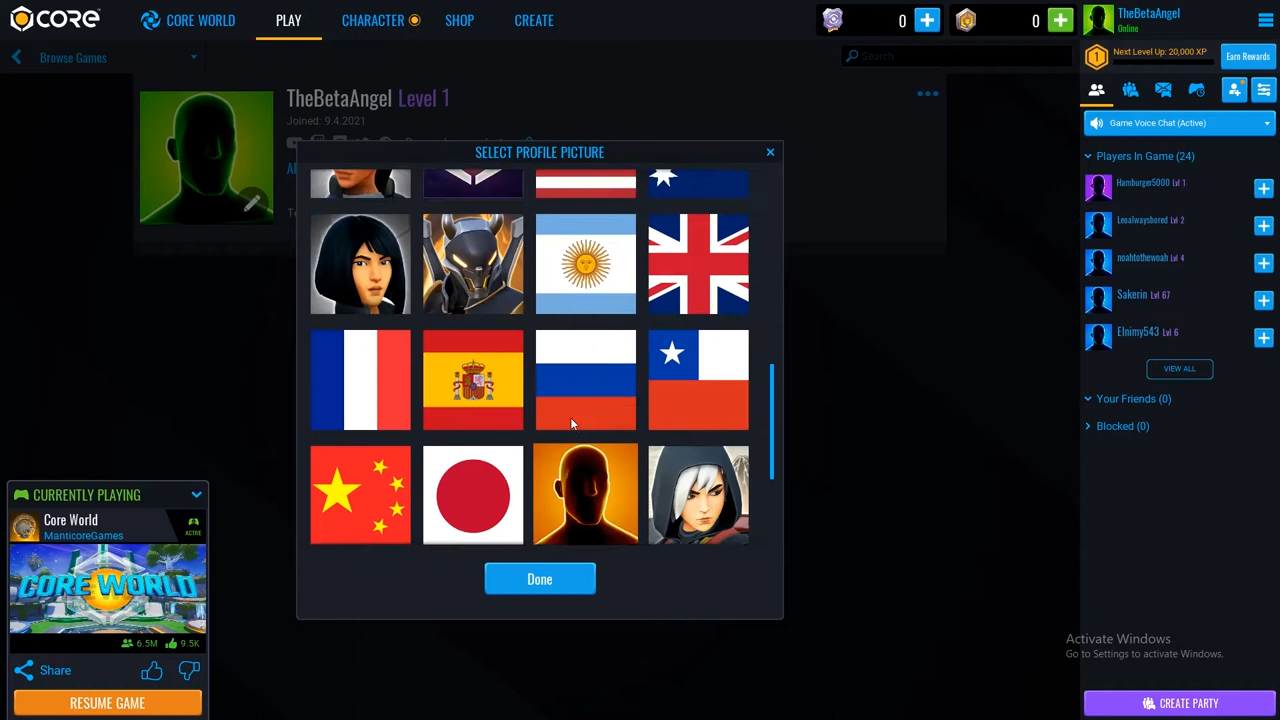 CORE
CORE WORLD
PLAY
CHARACTER
SHOP
CREATE
0
0
TheBetaAngel
Online
Browse Games
Search
1
Next Level Up: 20,000 XP
Earn Rewards
TheBetaAngel Level 1
Joined: 9.4.2021
Game Voice Chat (Active)
SELECT PROFILE PICTURE
Players In Game (24)
Hamburger5000 Lvl 1
Leoalwaysbored Lvl 2
noahtothewoah Lvl 4
Sakerin Lvl 67
Elnimy543 Lvl 6
VIEW ALL
Your Friends (0)
Blocked (0)
CURRENTLY PLAYING
Core World
ManticoreGames
ACTIVE
CORE WORLD
6.5M 9.5K
Share
RESUME GAME
Done
Activate Windows
Go to Settings to activate Windows.
CREATE PARTY